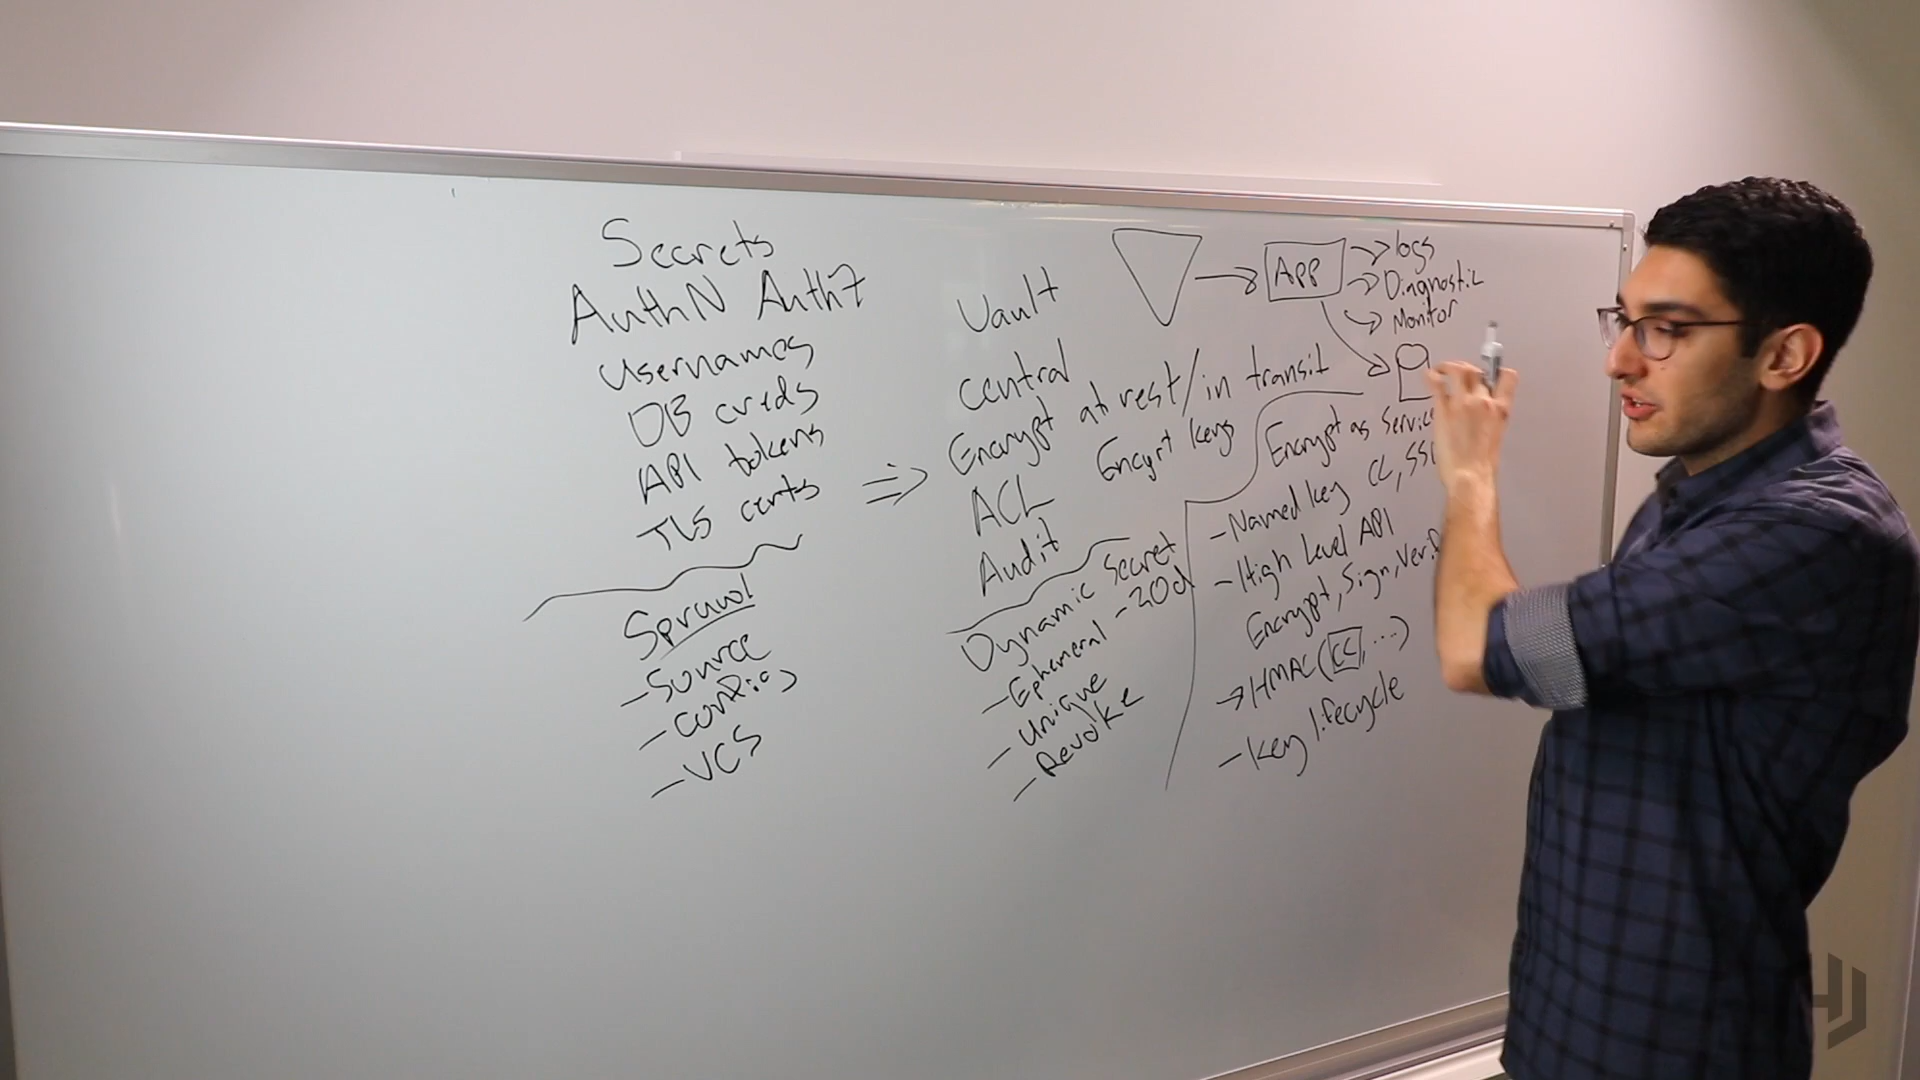 Secrets
AuthN AuthZ
Usernames
DB creds
API tokens
TLS certs
Sprawl
- Source
- config
- VCS
Vault
central
Encrypt at rest/in transit
Encrypt keys
ACL
Audit
Dynamic Secret
- Ephemeral - 30d
- Unique
- Revoke
App
logs
Diagnostic
Monitor
Encrypt as Service
- Named key CC, SS
- High Level API
Encrypt, Sign, Verif
→ HMAC (CC, ...)
- Key lifecycle